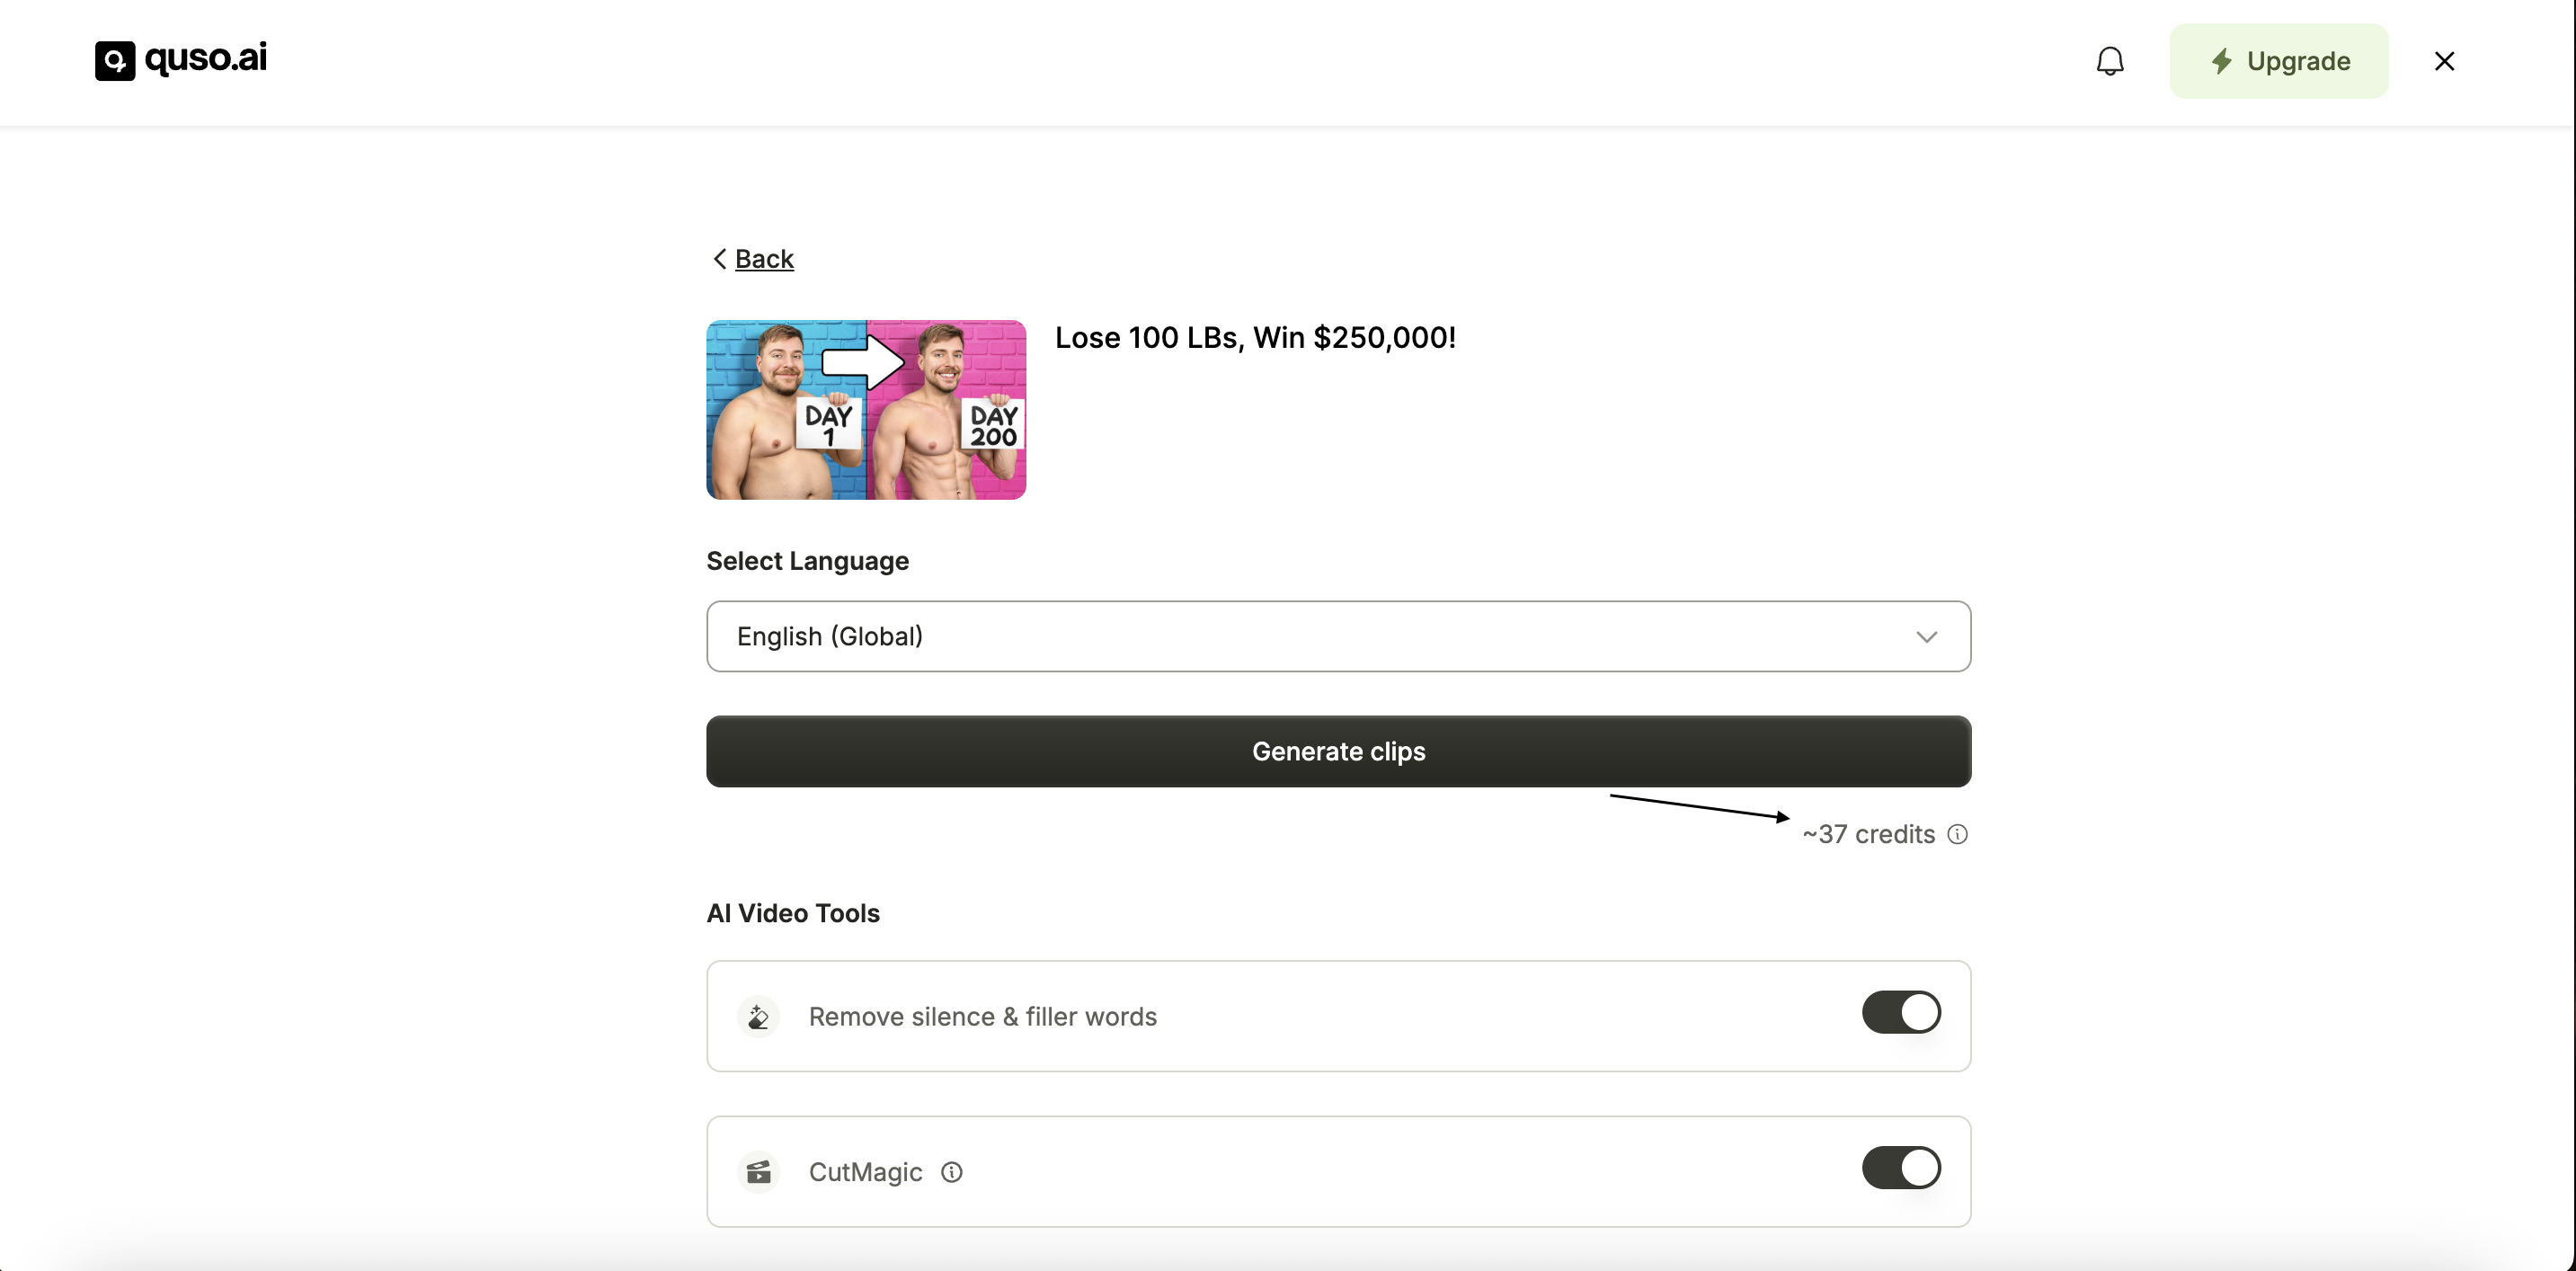 quso.ai
Upgrade
Back
Lose 100 LBs, Win $250,000!
DAY
1
DAY
200
Select Language
English (Global)
Generate clips
~37 credits
AI Video Tools
Remove silence & filler words
CutMagic